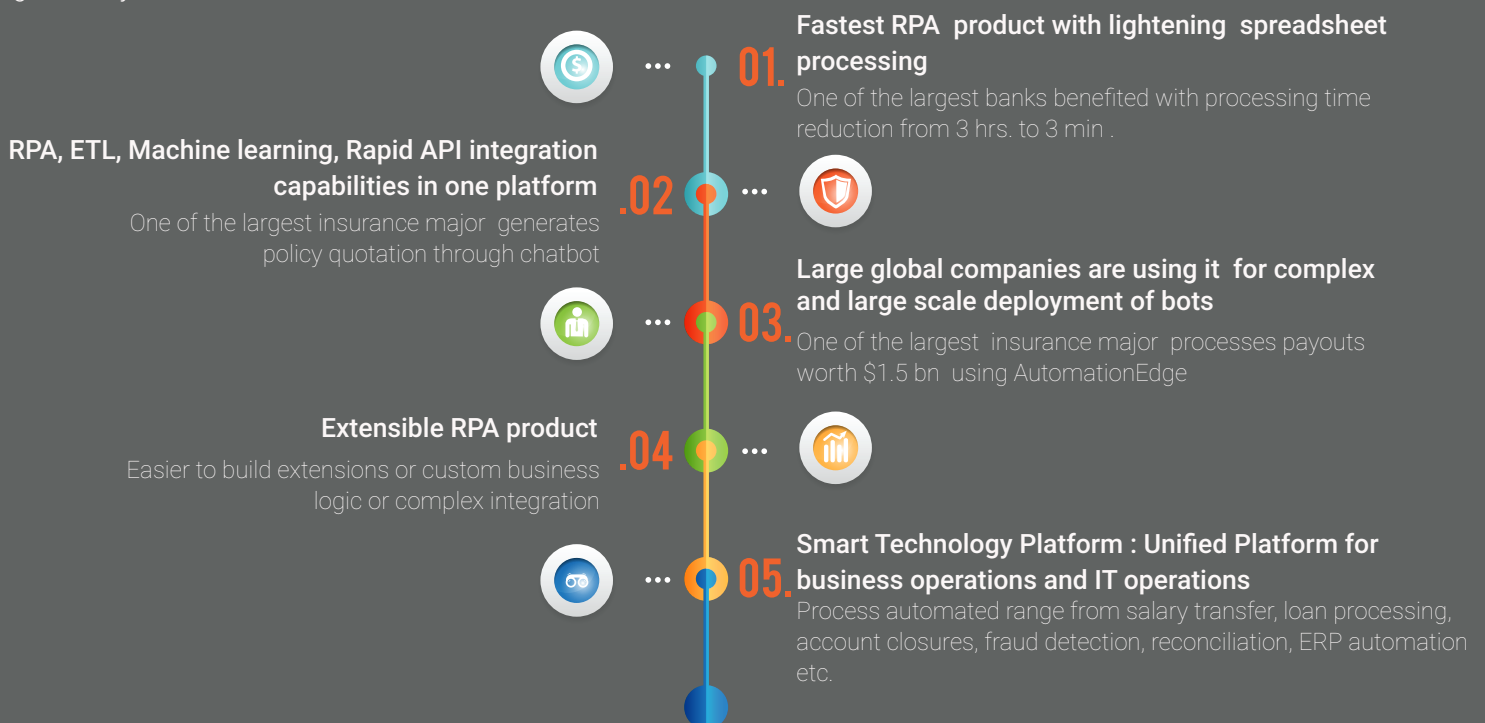 01.
Fastest RPA product with lightening spreadsheet
processing
One of the largest banks benefited with processing time
reduction from 3 hrs. to 3 min .
RPA, ETL, Machine learning, Rapid API integration
capabilities in one platform
.02
One of the largest insurance major generates
policy quotation through chatbot
Large global companies are using it for complex
and large scale deployment of bots
03.
One of the largest insurance major processes payouts
worth $1.5 bn using AutomationEdge
Extensible RPA product
.04
Easier to build extensions or custom business
logic or complex integration
Smart Technology Platform : Unified Platform for
05.
business operations and IT operations
Process automated range from salary transfer, loan processing,
account closures, fraud detection, reconciliation, ERP automation
etc.